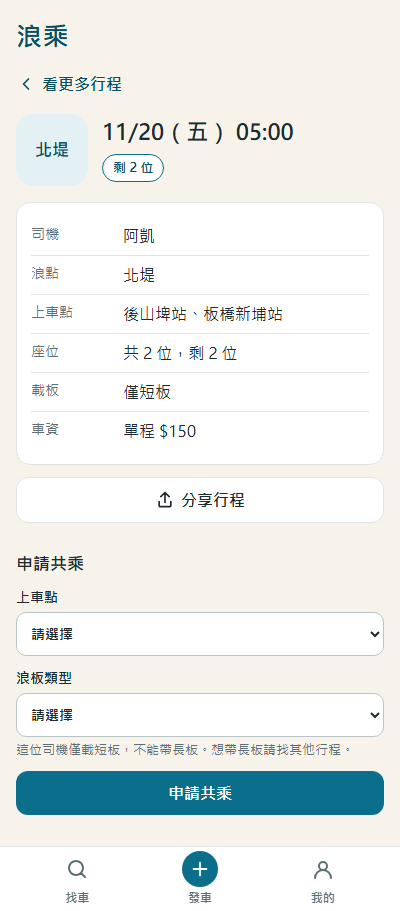 浪乘
看更多行程
北堤
11/20（五） 05:00
剩 2 位
司機 阿凱
浪點 北堤
上車點 後山埤站、板橋新埔站
座位 共 2 位，剩 2 位
載板 僅短板
車資 單程 $150
分享行程
申請共乘
上車點
請選擇
浪板類型
請選擇
這位司機僅載短板，不能帶長板。想帶長板請找其他行程。
申請共乘
找車 發車 我的